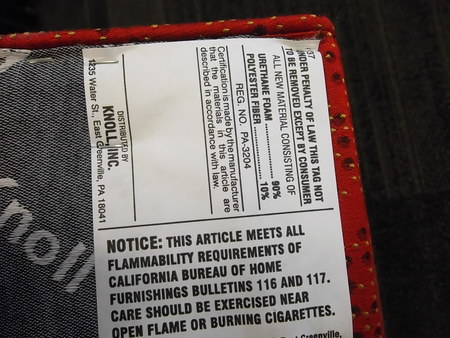 UNDER PENALTY OF LAW THIS TAG NOT
TO BE REMOVED EXCEPT BY CONSUMER
ALL NEW MATERIAL CONSISTING OF
URETHANE FOAM .............. 90%
POLYESTER FIBER .............. 10%
REG. NO. PA-3204
Certification is made by the manufacturer
that the materials in this article are
described in accordance with law.
DISTRIBUTED BY
KNOLL, INC.
1235 Water St., East Greenville, PA 18041
NOTICE: THIS ARTICLE MEETS ALL
FLAMMABILITY REQUIREMENTS OF
CALIFORNIA BUREAU OF HOME
FURNISHINGS BULLETINS 116 AND 117.
CARE SHOULD BE EXERCISED NEAR
OPEN FLAME OR BURNING CIGARETTES.
Greenville,
Knoll